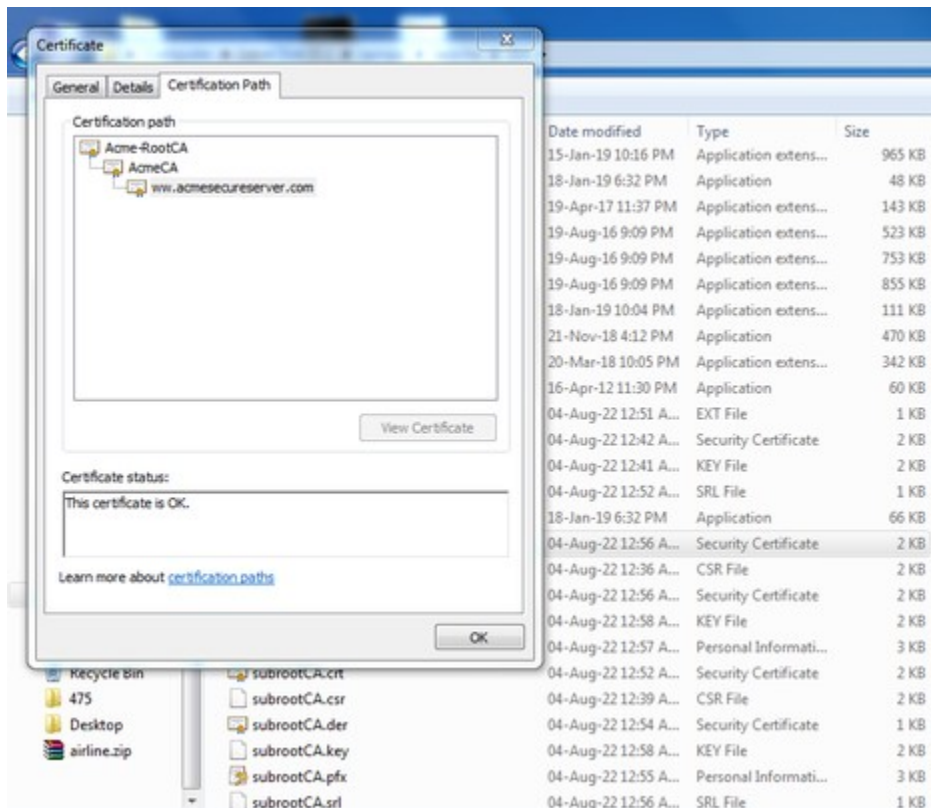 Certificate
General Details Certification Path
Certification path
Acme-RootCA
AcmeCA
ww.acmesecureserver.com
View Certificate
Certificate status:
This certificate is OK.
Learn more about certification paths
OK
Date modified Type Size
15-Jan-19 10:16 PM Application extens... 965 KB
18-Jan-19 6:32 PM Application 48 KB
19-Apr-17 11:37 PM Application extens... 143 KB
19-Aug-16 9:09 PM Application extens... 523 KB
19-Aug-16 9:09 PM Application extens... 753 KB
19-Aug-16 9:09 PM Application extens... 855 KB
18-Jan-19 10:04 PM Application extens... 111 KB
21-Nov-18 4:12 PM Application 470 KB
20-Mar-18 10:05 PM Application extens... 342 KB
16-Apr-12 11:30 PM Application 60 KB
04-Aug-22 12:51 A... EXT File 1 KB
04-Aug-22 12:42 A... Security Certificate 2 KB
04-Aug-22 12:41 A... KEY File 2 KB
04-Aug-22 12:52 A... SRL File 1 KB
18-Jan-19 6:32 PM Application 66 KB
04-Aug-22 12:56 A... Security Certificate 2 KB
04-Aug-22 12:36 A... CSR File 2 KB
04-Aug-22 12:56 A... Security Certificate 2 KB
04-Aug-22 12:58 A... KEY File 2 KB
04-Aug-22 12:57 A... Personal Informati... 3 KB
Recycle Bin subrootCA.crt 04-Aug-22 12:52 A... Security Certificate 2 KB
475 subrootCA.csr 04-Aug-22 12:39 A... CSR File 2 KB
Desktop subrootCA.der 04-Aug-22 12:54 A... Security Certificate 1 KB
airline.zip subrootCA.key 04-Aug-22 12:58 A... KEY File 2 KB
subrootCA.pfx 04-Aug-22 12:55 A... Personal Informati... 3 KB
subrootCA.srl 04-Aug-22 12:56 A... SRL File 1 KB